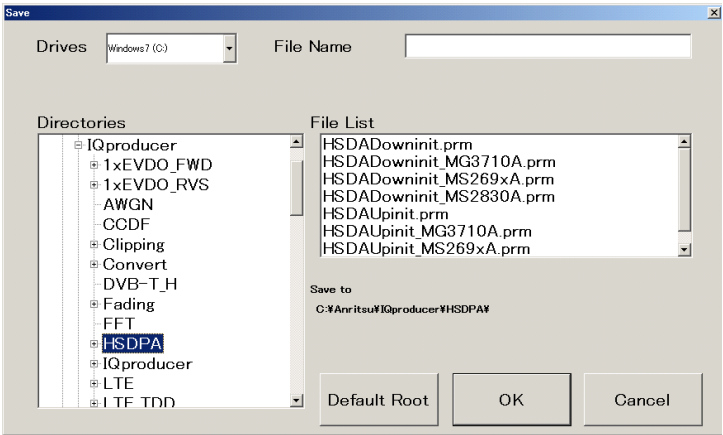 Save
Drives
Windows7 (C:)
File Name
Directories
IQproducer
1xEVDO_FWD
1xEVDO_RVS
AWGN
CCDF
Clipping
Convert
DVB-T_H
Fading
FFT
HSDPA
IQproducer
LTE
LTE TDD
File List
HSDADowninit.prm
HSDADowninit_MG3710A.prm
HSDADowninit_MS269xA.prm
HSDADowninit_MS2830A.prm
HSDAUpinit.prm
HSDAUpinit_MG3710A.prm
HSDAUpinit_MS269xA.prm
Save to
C:¥Anritsu¥IQproducer¥HSDPA¥
Default Root
OK
Cancel